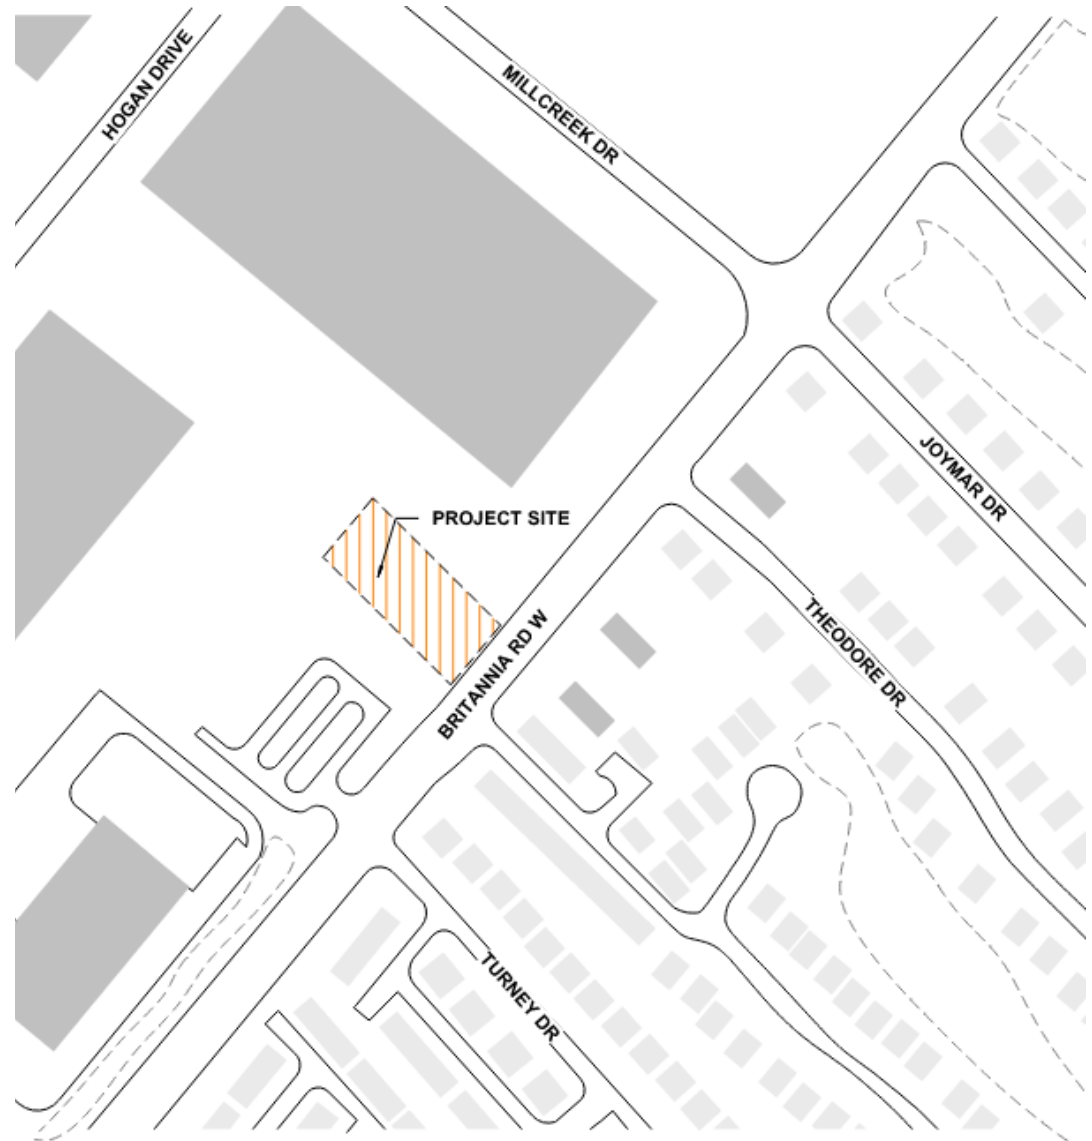 HOGAN DRIVE
MILLCREEK DR
JOYMAR DR
PROJECT SITE
BRITANNIA RD W
THEODORE DR
TURNEY DR